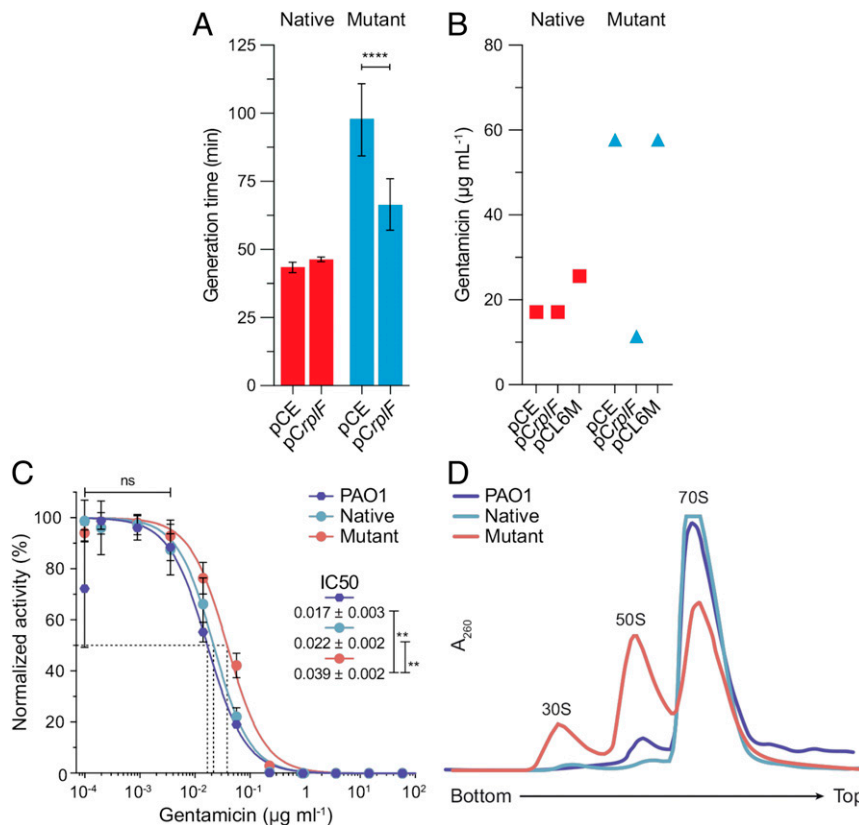 A
Native Mutant
125
100
75
50
25
0
Generation time (min)
****
pCE
pCrplF
pCE
pCrplF
B
Native Mutant
80
60
40
20
0
Gentamicin (µg mL⁻¹)
pCE
pCrplF
pCL6M
pCE
pCrplF
pCL6M
C
ns
PAO1
Native
Mutant
IC50
0.017 ± 0.003
0.022 ± 0.002
0.039 ± 0.002
**
**
100
80
60
40
20
0
Normalized activity (%)
10⁻⁴ 10⁻³ 10⁻² 10⁻¹ 1 10 10²
Gentamicin (µg ml⁻¹)
D
PAO1
Native
Mutant
70S
50S
30S
A₂₆₀
Bottom Top